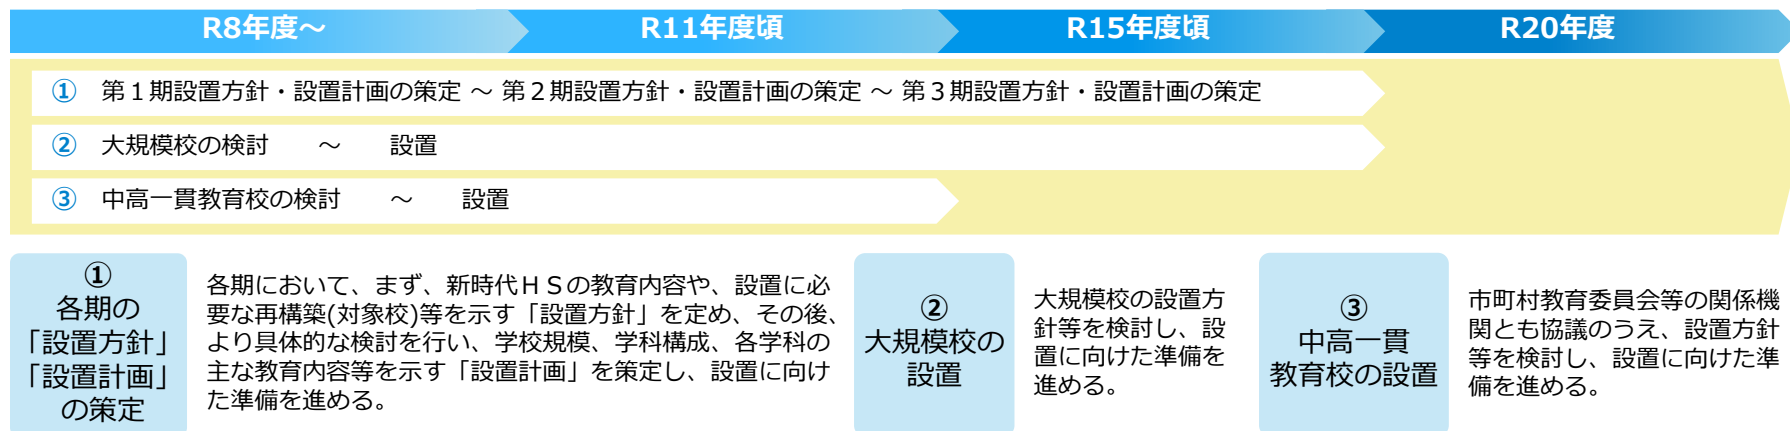 R8年度～ R11年度頃 R15年度頃 R20年度
① 第１期設置方針・設置計画の策定 ～ 第２期設置方針・設置計画の策定 ～ 第３期設置方針・設置計画の策定
② 大規模校の検討　　～　　設置
③ 中高一貫教育校の検討　　～　　設置
①
各期の
「設置方針」
「設置計画」
の策定
各期において、まず、新時代ＨＳの教育内容や、設置に必
要な再構築(対象校)等を示す「設置方針」を定め、その後、
より具体的な検討を行い、学校規模、学科構成、各学科の
主な教育内容等を示す「設置計画」を策定し、設置に向け
た準備を進める。
②
大規模校の
設置
大規模校の設置方
針等を検討し、設
置に向けた準備を
進める。
③
中高一貫
教育校の設置
市町村教育委員会等の関係機
関とも協議のうえ、設置方針
等を検討し、設置に向けた準
備を進める。